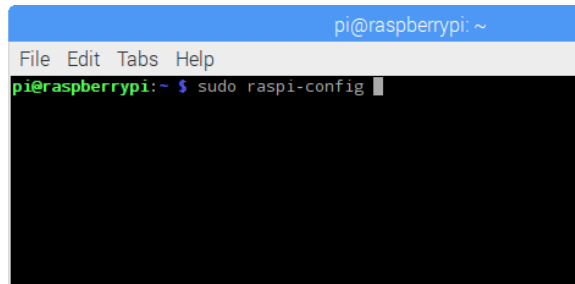 pi@raspberrypi: ~
File Edit Tabs Help
pi@raspberrypi:~ $ sudo raspi-config